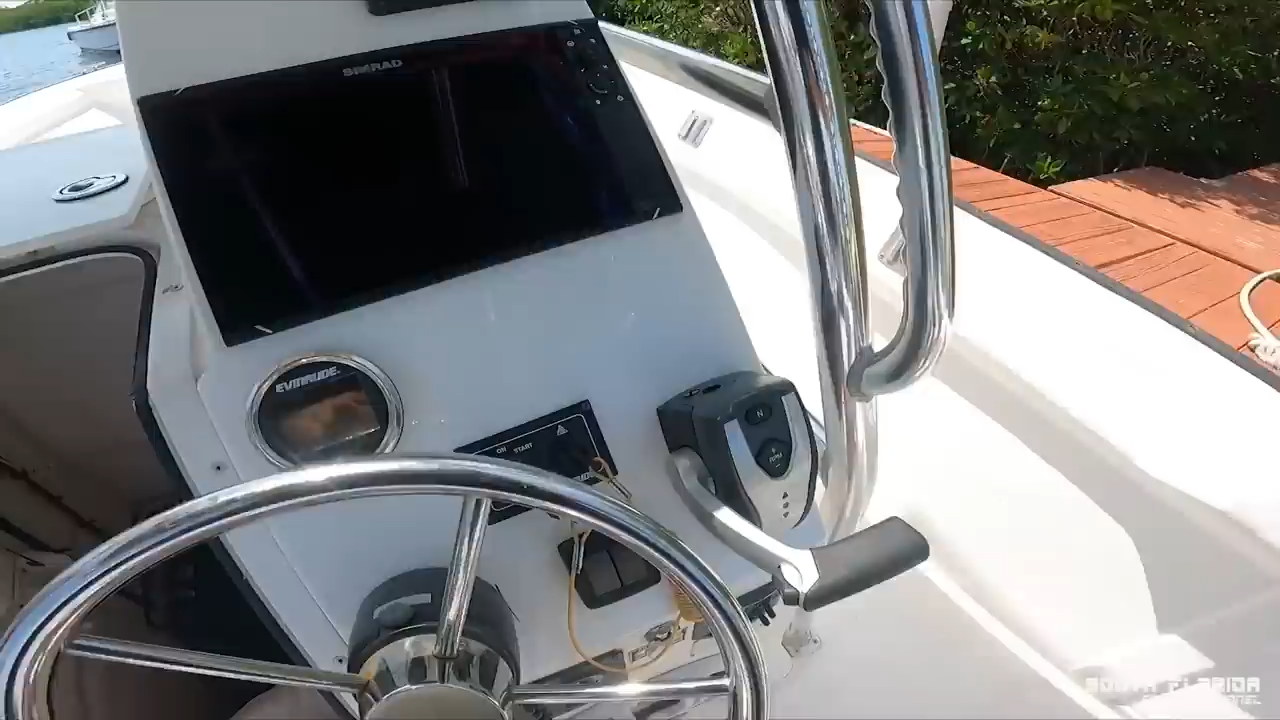 SIMRAD
EVINRUDE.
ON START
N
+
RPM
-
SOUTH FLORIDA